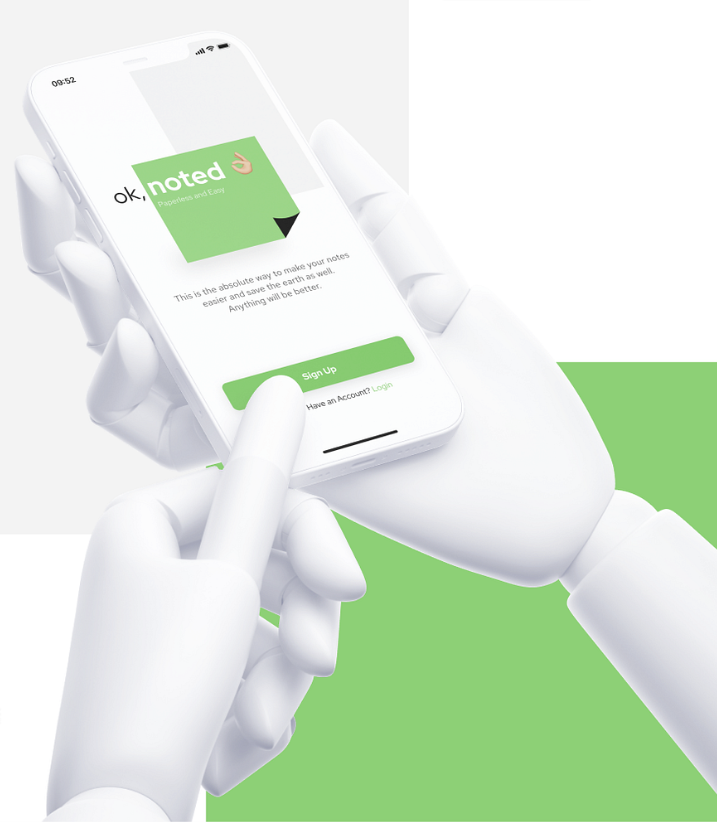 09:52
ok, noted 👌🏼
Paperless and Easy
This is the absolute way to make your notes
easier and save the earth as well.
Anything will be better.
Sign Up
Have an Account? Login